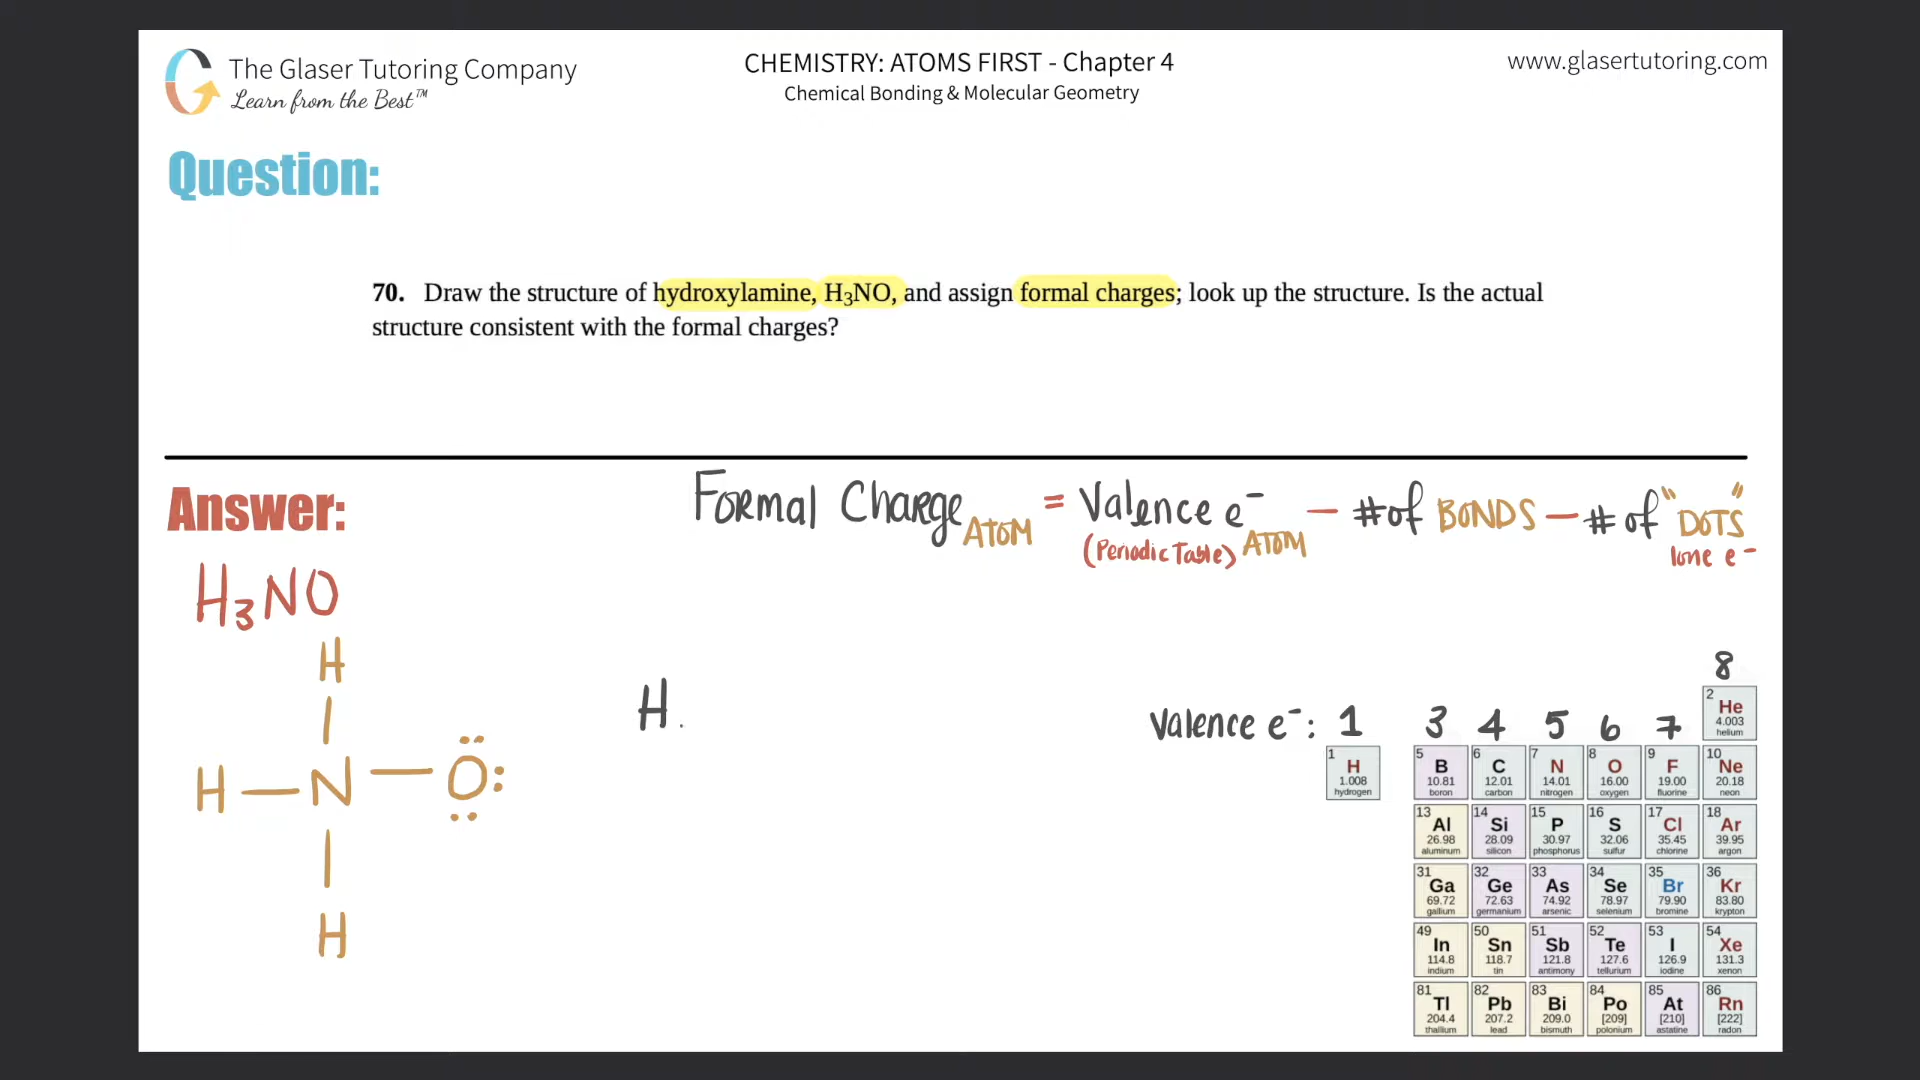 The Glaser Tutoring Company
Learn from the Best™
CHEMISTRY: ATOMS FIRST - Chapter 4
Chemical Bonding & Molecular Geometry
www.glasertutoring.com
Question:
70. Draw the structure of hydroxylamine, H3NO, and assign formal charges; look up the structure. Is the actual
structure consistent with the formal charges?
Answer:
Formal Charge ATOM = Valence e⁻ ATOM − # of BONDS − # of "DOTS"
(Periodic Table)
lone e⁻
H3NO
H
H — N — O
H
H
Valence e⁻: 1 3 4 5 6 7 8
2 He 4.003 helium
1 H 1.008 hydrogen
5 B 10.81 boron
6 C 12.01 carbon
7 N 14.01 nitrogen
8 O 16.00 oxygen
9 F 19.00 fluorine
10 Ne 20.18 neon
13 Al 26.98 aluminum
14 Si 28.09 silicon
15 P 30.97 phosphorus
16 S 32.06 sulfur
17 Cl 35.45 chlorine
18 Ar 39.95 argon
31 Ga 69.72 gallium
32 Ge 72.63 germanium
33 As 74.92 arsenic
34 Se 78.97 selenium
35 Br 79.90 bromine
36 Kr 83.80 krypton
49 In 114.8 indium
50 Sn 118.7 tin
51 Sb 121.8 antimony
52 Te 127.6 tellurium
53 I 126.9 iodine
54 Xe 131.3 xenon
81 Tl 204.4 thallium
82 Pb 207.2 lead
83 Bi 209.0 bismuth
84 Po [209] polonium
85 At [210] astatine
86 Rn [222] radon